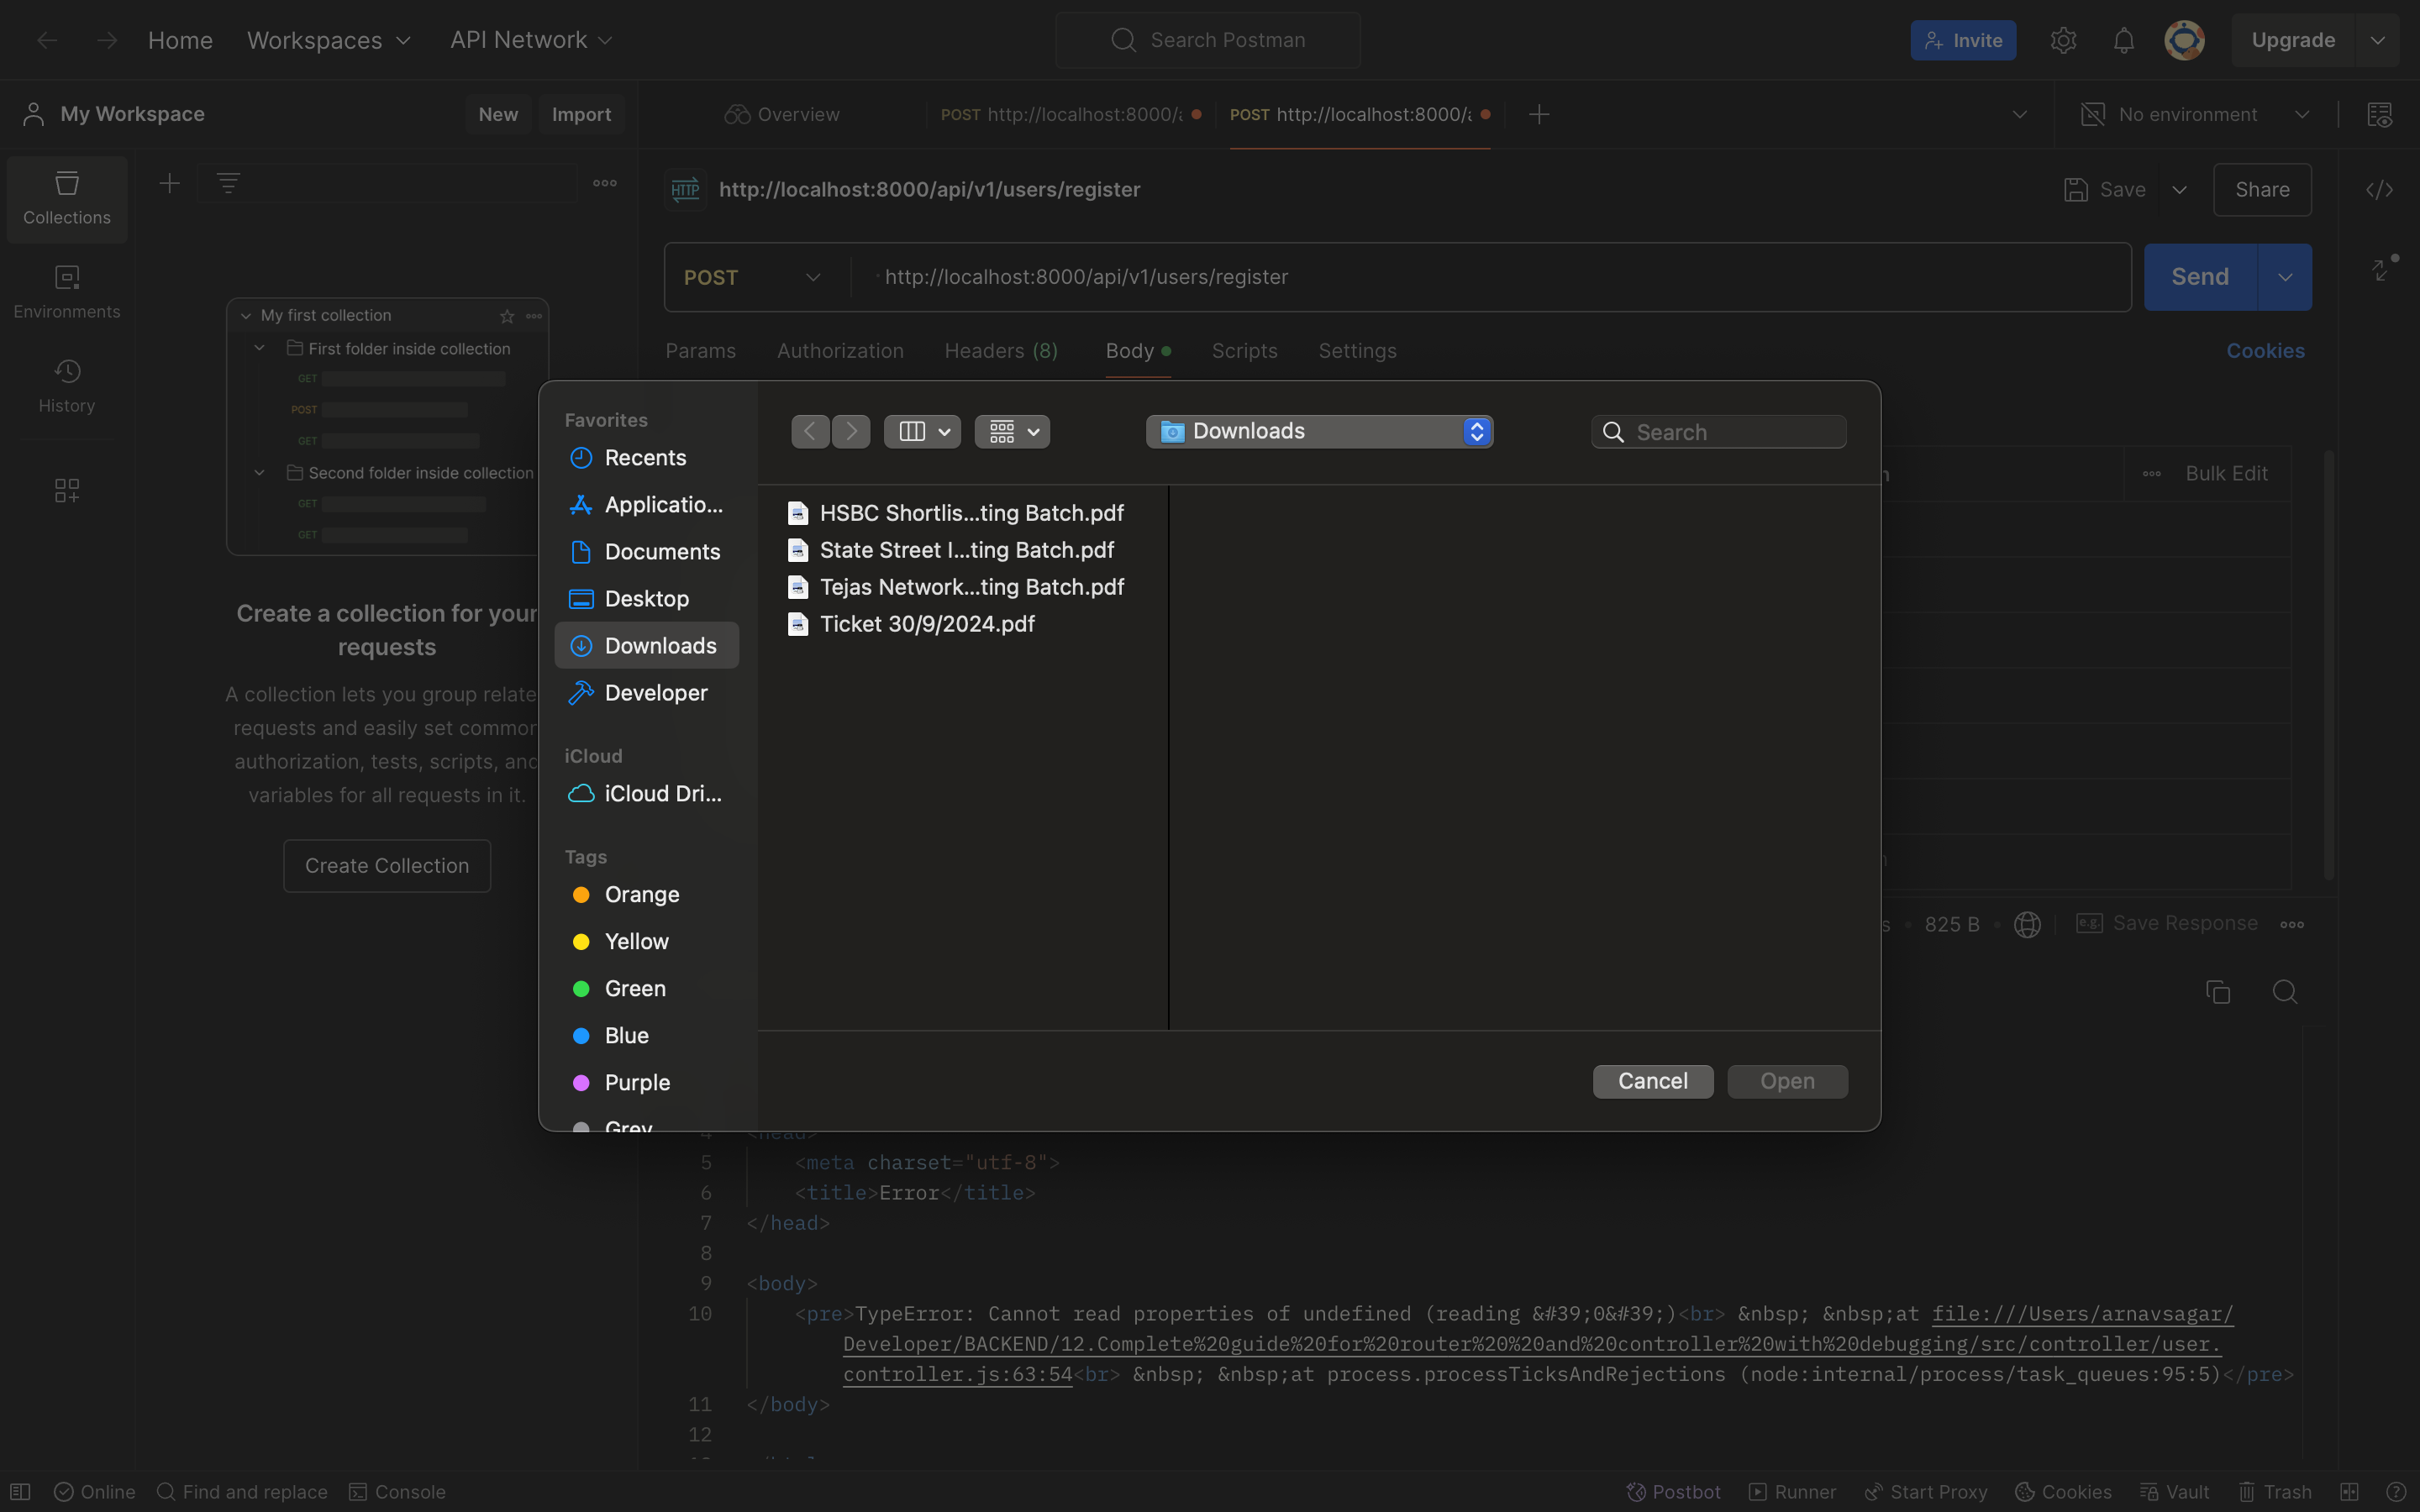 Home
Workspaces
API Network
Search Postman
Invite
Upgrade
My Workspace
New
Import
Overview
POST http://localhost:8000/
POST http://localhost:8000/
No environment
Collections
Environments
History
My first collection
First folder inside collection
GET
POST
GET
Second folder inside collection
GET
GET
Create a collection for your
requests
A collection lets you group relate
requests and easily set common
authorization, tests, scripts, and
variables for all requests in it.
Create Collection
HTTP
http://localhost:8000/api/v1/users/register
Save
Share
POST
http://localhost:8000/api/v1/users/register
Send
Params
Authorization
Headers (8)
Body
Scripts
Settings
Cookies
Bulk Edit
Favorites
Recents
Applicatio...
Documents
Desktop
Downloads
Developer
iCloud
iCloud Dri...
Tags
Orange
Yellow
Green
Blue
Purple
Grey
Downloads
Search
HSBC Shortlis...ting Batch.pdf
State Street I...ting Batch.pdf
Tejas Network...ting Batch.pdf
Ticket 30/9/2024.pdf
Cancel
Open
s
825 B
e.g.
Save Response
4 <head>
5 <meta charset="utf-8">
6 <title>Error</title>
7 </head>
8
9 <body>
10 <pre>TypeError: Cannot read properties of undefined (reading &#39;0&#39;)<br> &nbsp; &nbsp;at file:///Users/arnavsagar/
Developer/BACKEND/12.Complete%20guide%20for%20router%20%20and%20controller%20with%20debugging/src/controller/user.
controller.js:63:54<br> &nbsp; &nbsp;at process.processTicksAndRejections (node:internal/process/task_queues:95:5)</pre>
11 </body>
12
Online
Find and replace
Console
Postbot
Runner
Start Proxy
Cookies
Vault
Trash